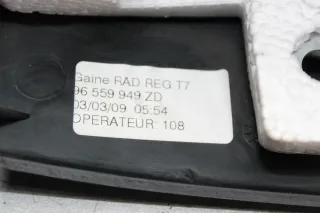 Gaine RAD REG T7
96 559 949 ZD
03/03/09 05:54
OPERATEUR: 108